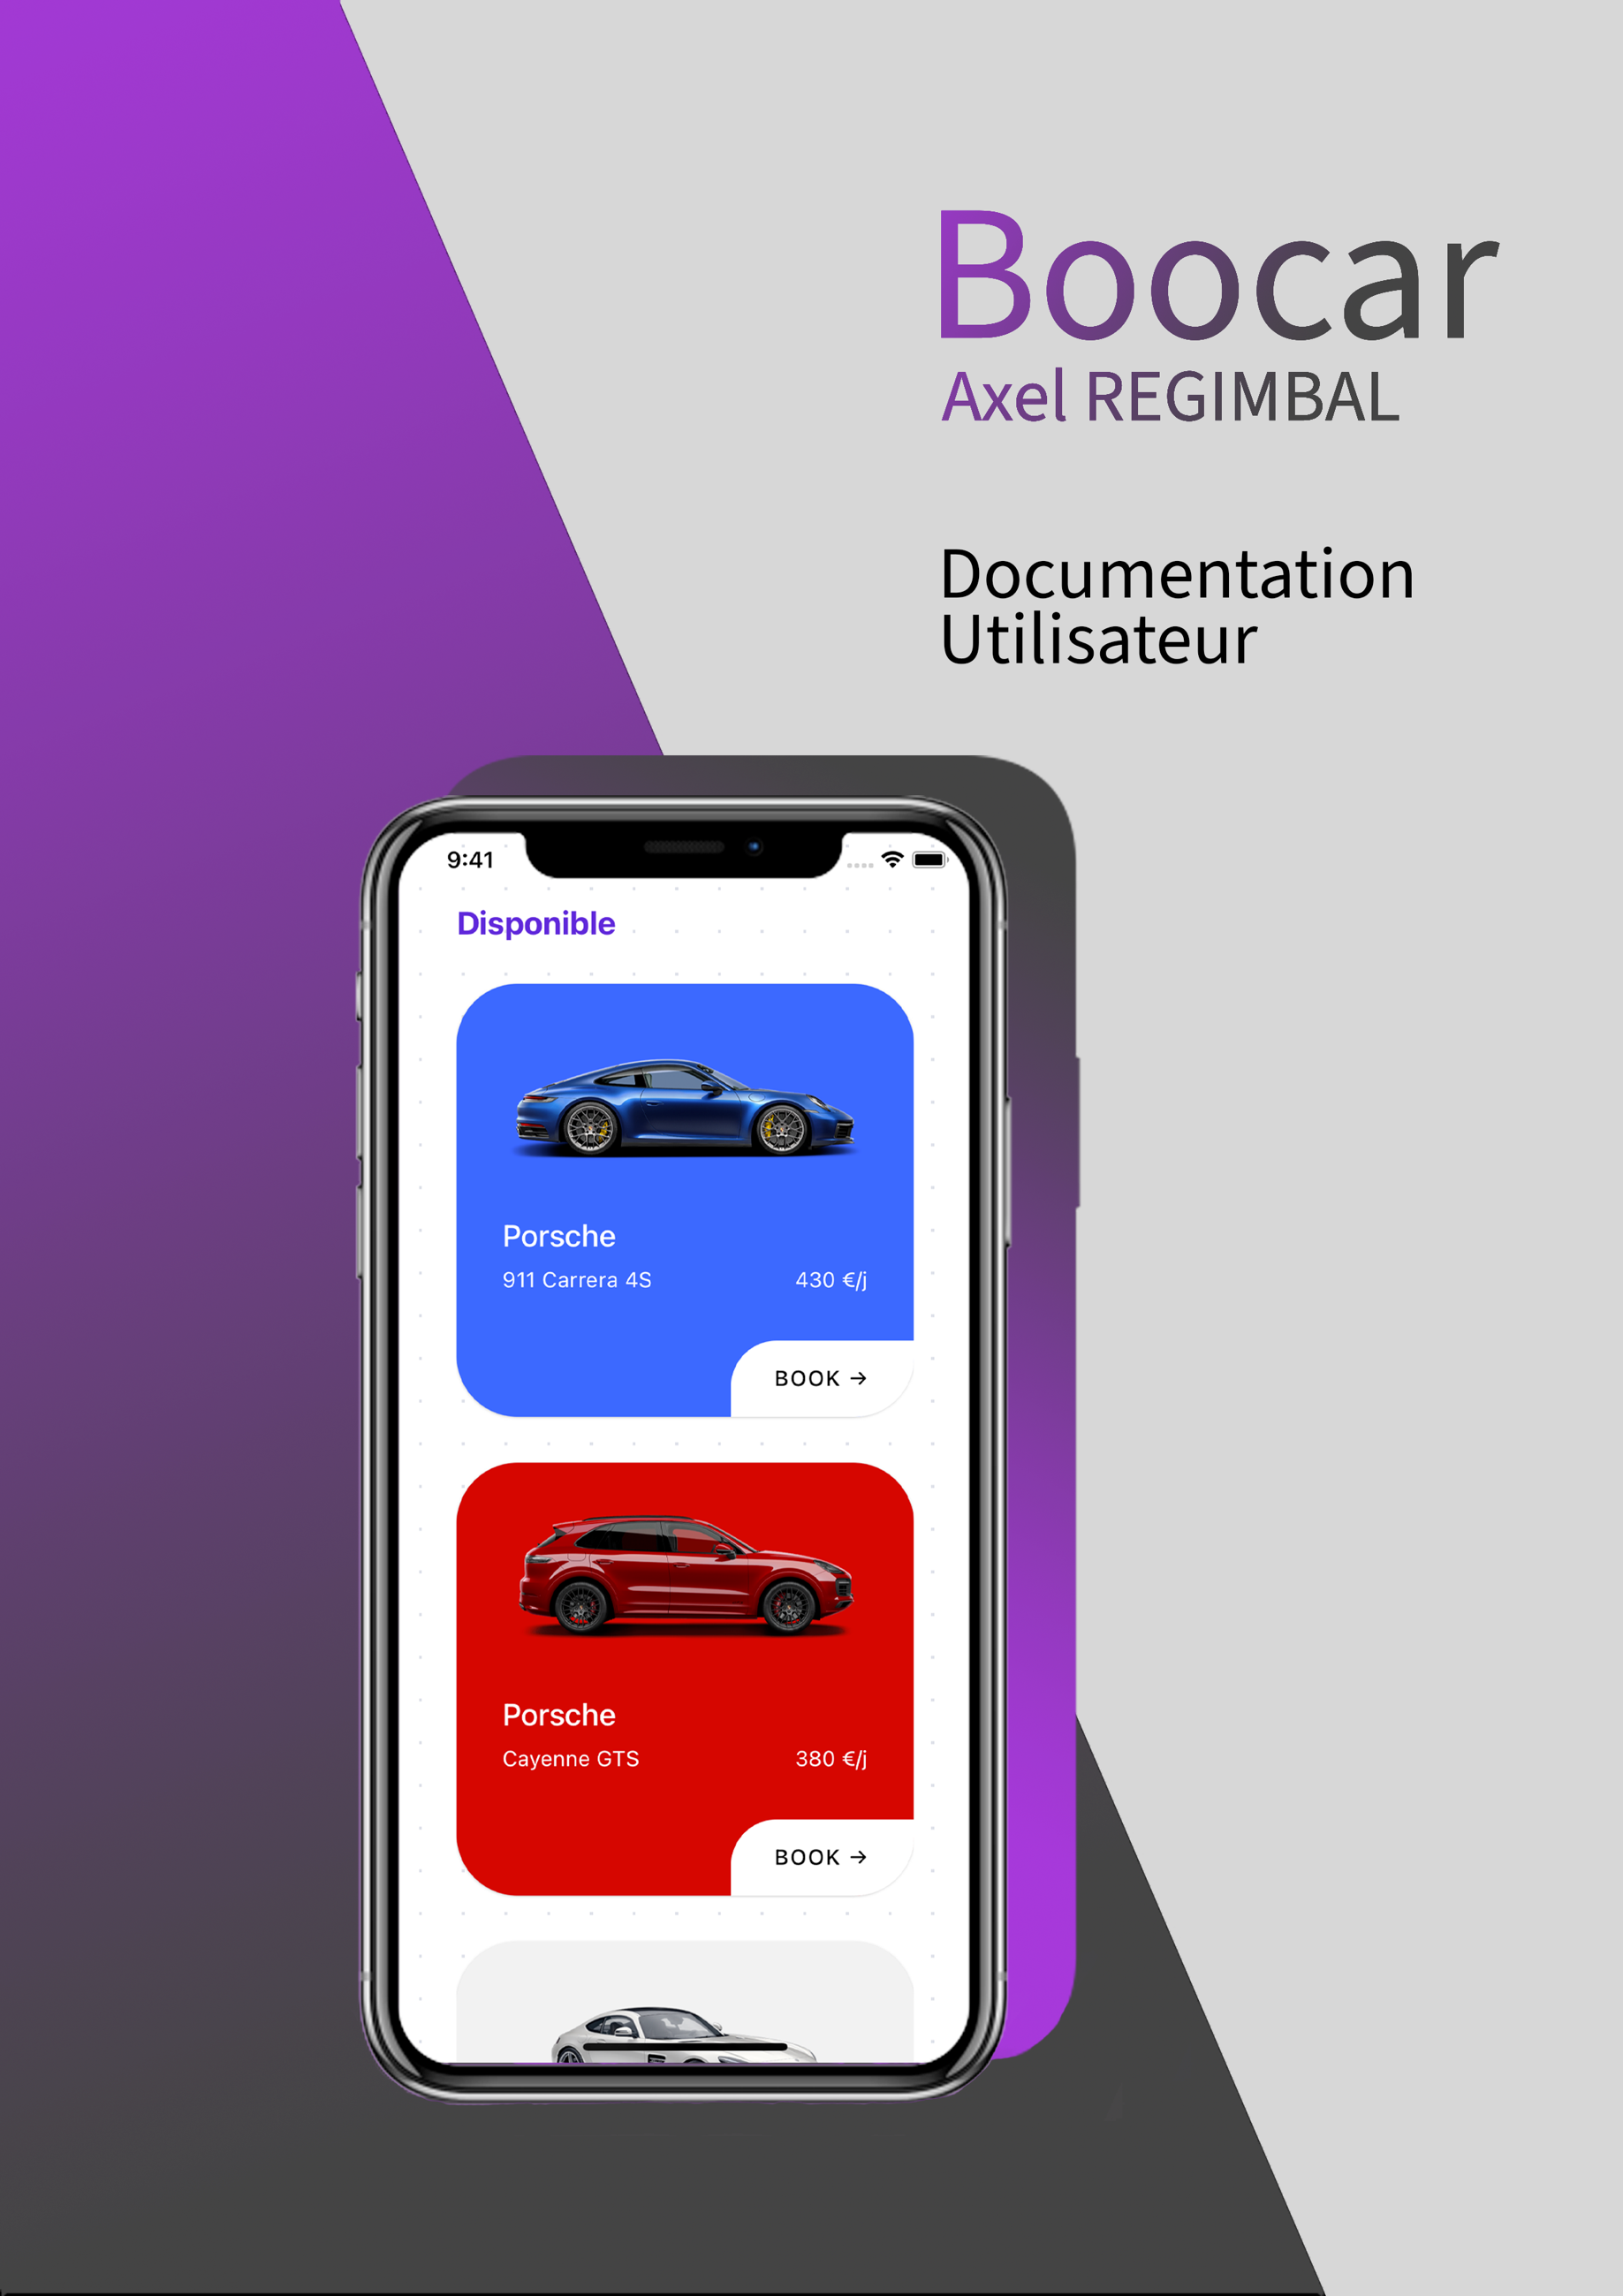 Boocar
Axel REGIMBAL
Documentation
Utilisateur
9:41
Disponible
Porsche
911 Carrera 4S 430 €/j
BOOK →
Porsche
Cayenne GTS 380 €/j
BOOK →